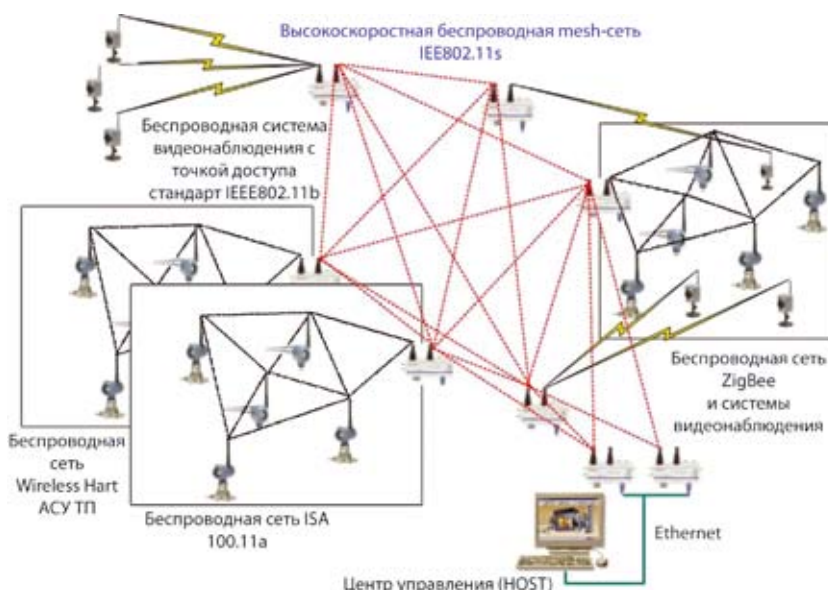 Высокоскоростная беспроводная mesh-сеть
IEE802.11s
Беспроводная система
видеонаблюдения с
точкой доступа
стандарт IEEE802.11b
Беспроводная сеть
ZigBee
и системы
видеонаблюдения
Беспроводная
сеть
Wireless Hart
АСУ ТП
Беспроводная сеть ISA
100.11a
Ethernet
Центр управления (HOST)